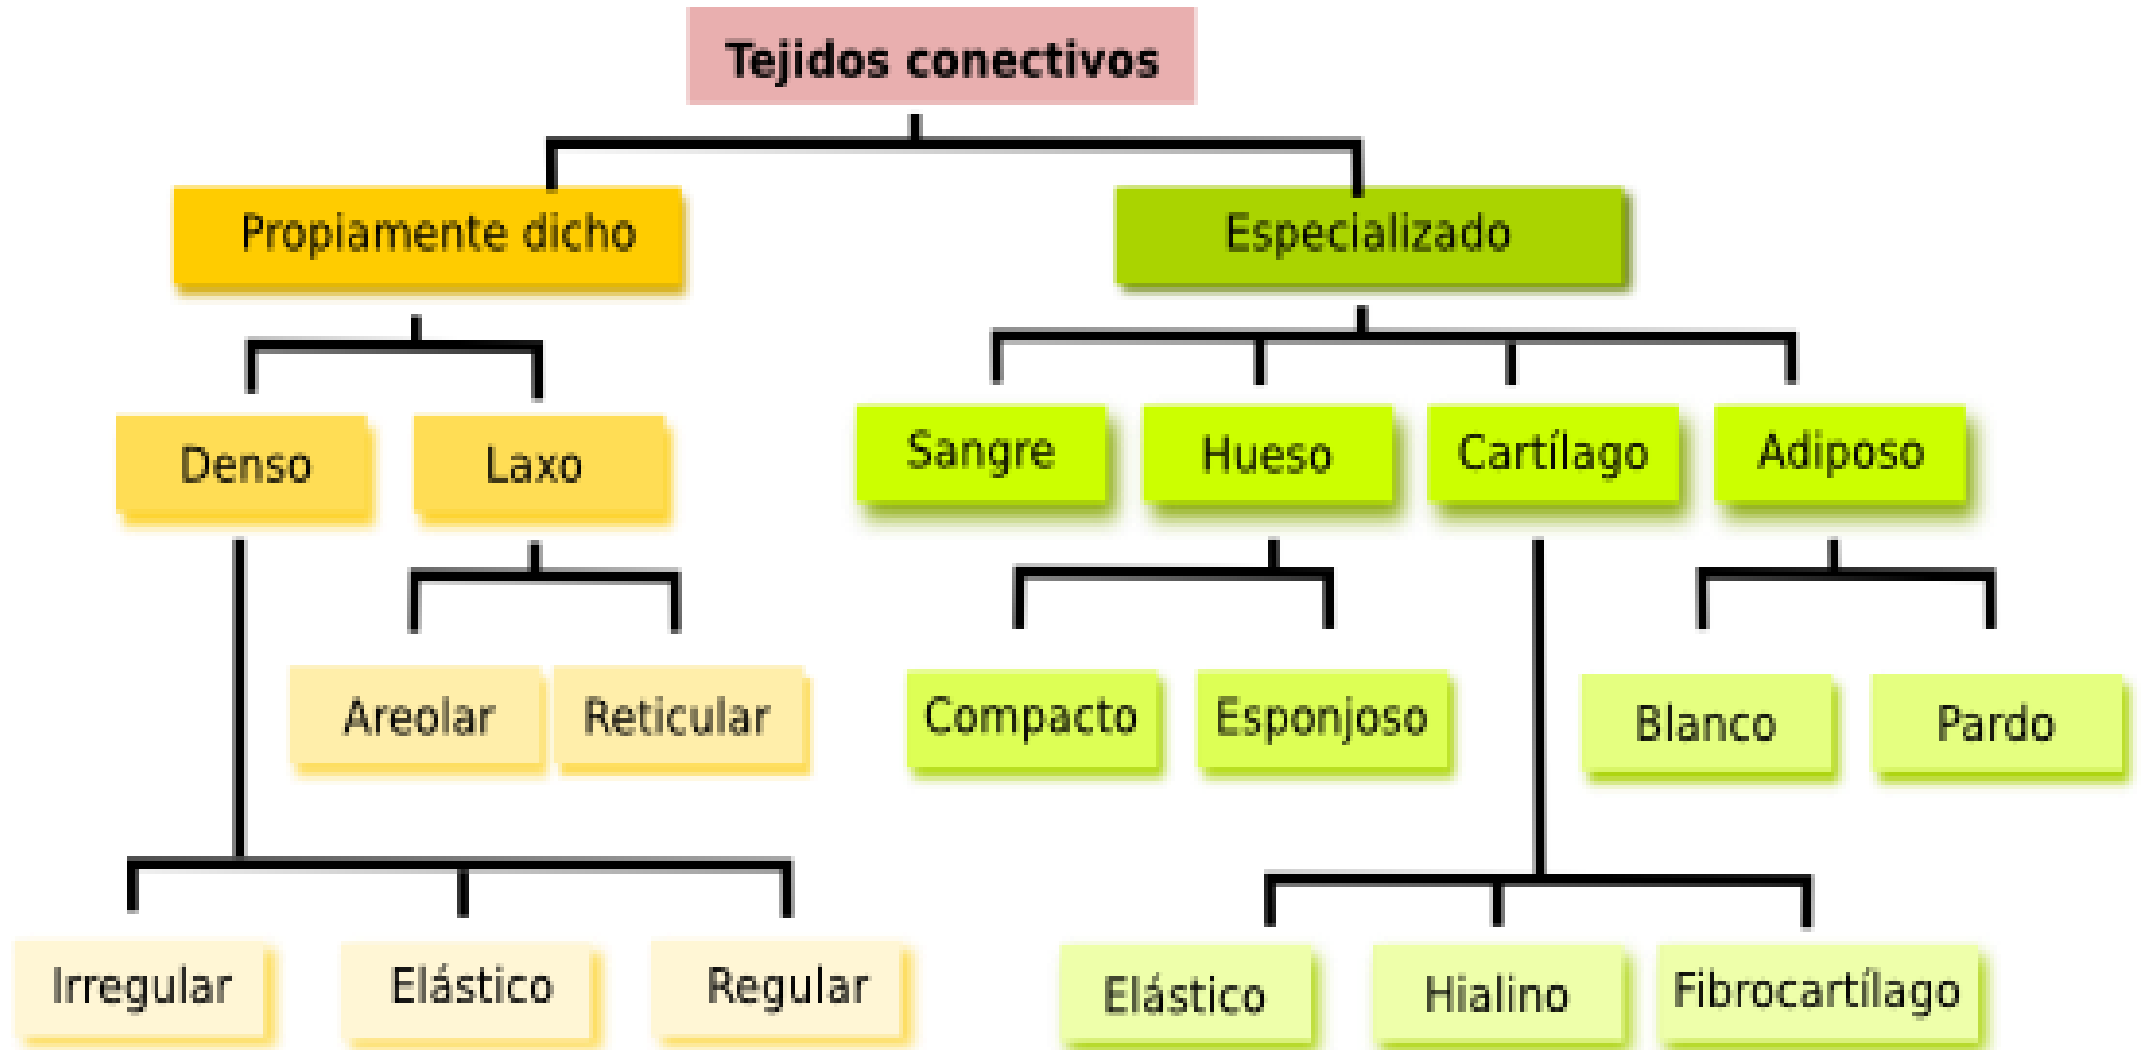 Tejidos conectivos
Propiamente dicho
Especializado
Denso
Laxo
Sangre
Hueso
Cartílago
Adiposo
Areolar
Reticular
Compacto
Esponjoso
Blanco
Pardo
Irregular
Elástico
Regular
Elástico
Hialino
Fibrocartílago